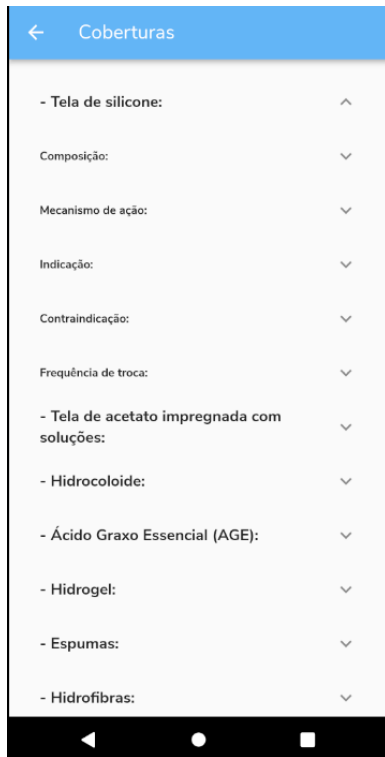 Coberturas
- Tela de silicone:
Composição:
Mecanismo de ação:
Indicação:
Contraindicação:
Frequência de troca:
- Tela de acetato impregnada com
soluções:
- Hidrocoloide:
- Ácido Graxo Essencial (AGE):
- Hidrogel:
- Espumas:
- Hidrofibras: